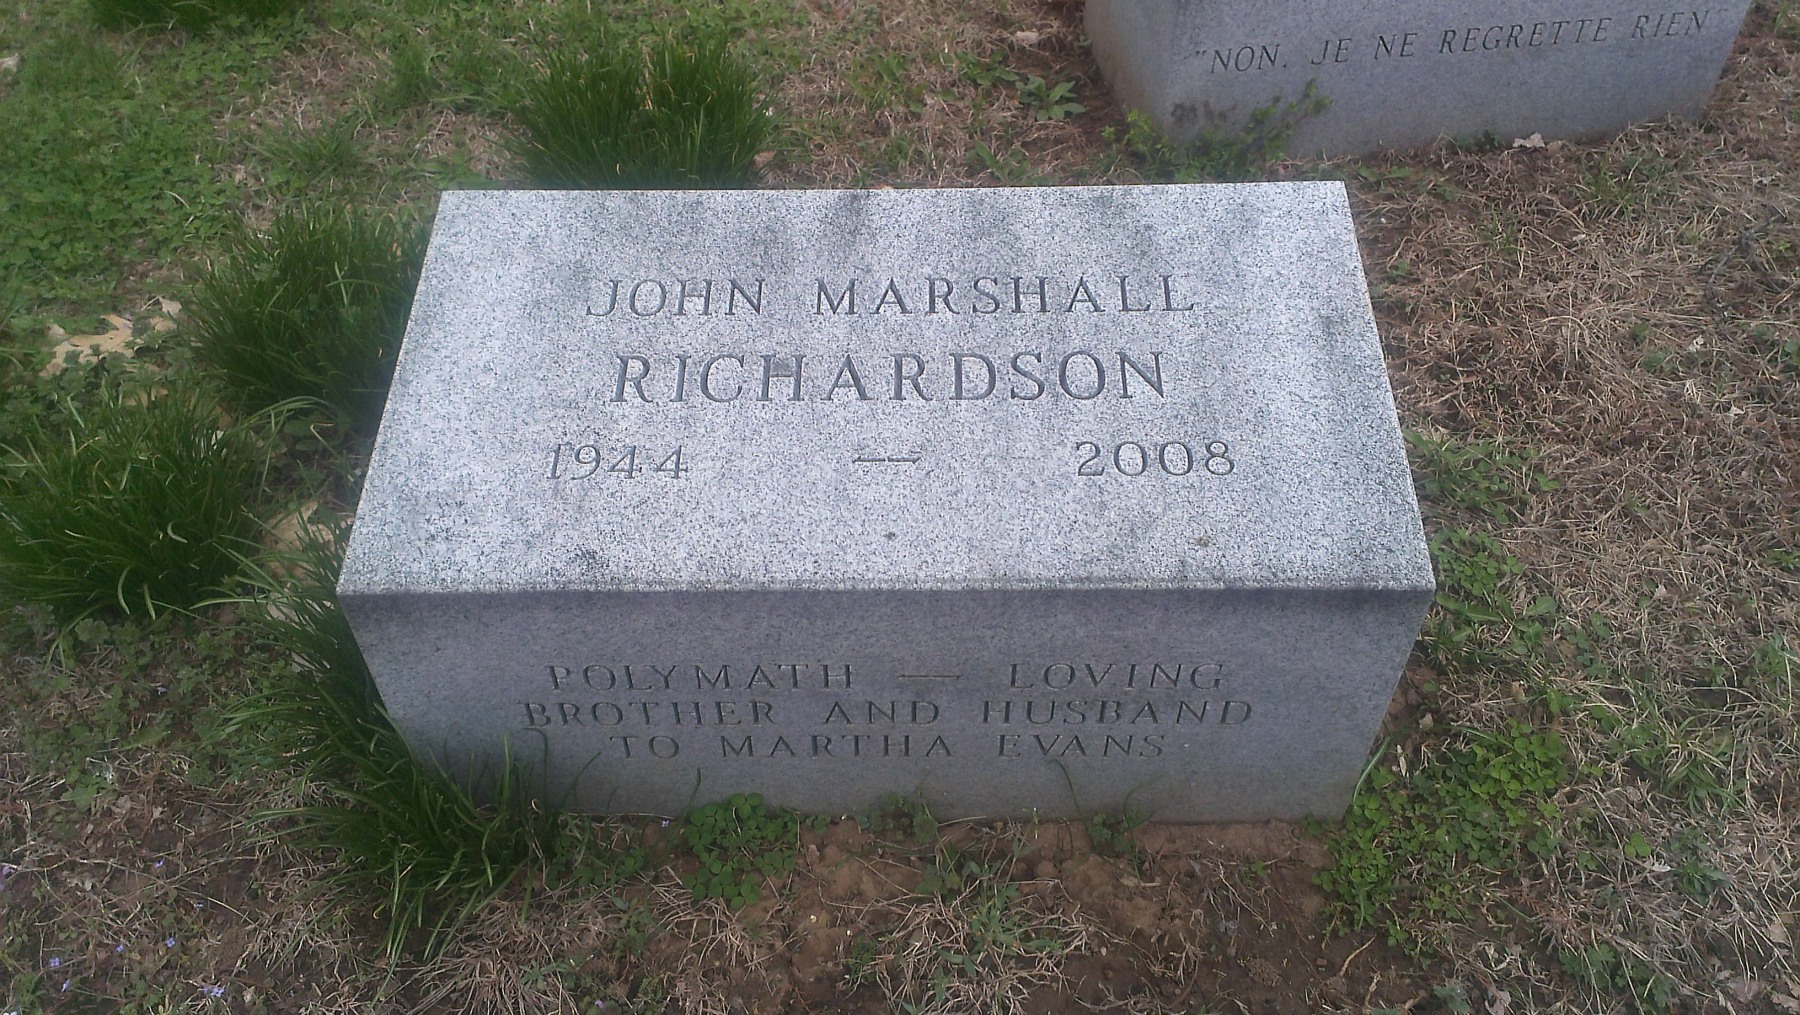 "NON. JE NE REGRETTE RIEN"
JOHN MARSHALL
RICHARDSON
1944 — 2008
POLYMATH — LOVING
BROTHER AND HUSBAND
TO MARTHA EVANS